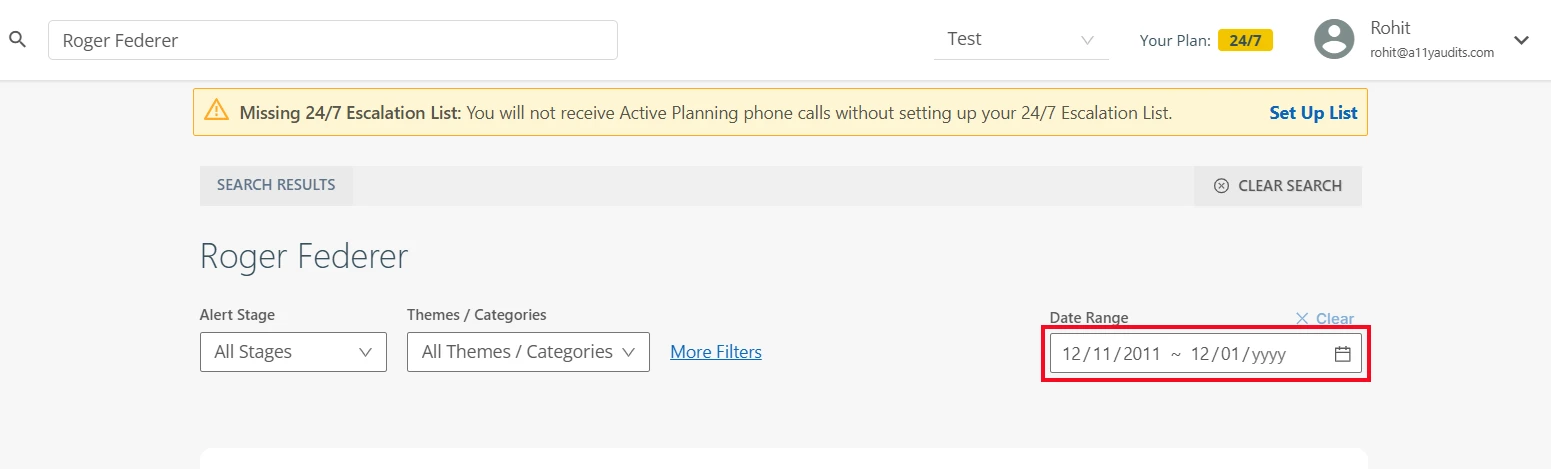 Roger Federer
Test
Your Plan: 24/7
Rohit
rohit@a11yaudits.com
Missing 24/7 Escalation List: You will not receive Active Planning phone calls without setting up your 24/7 Escalation List. Set Up List
SEARCH RESULTS
CLEAR SEARCH
Roger Federer
Alert Stage
Themes / Categories
Date Range
Clear
All Stages
All Themes / Categories
More Filters
12/11/2011 ~ 12/01/yyyy